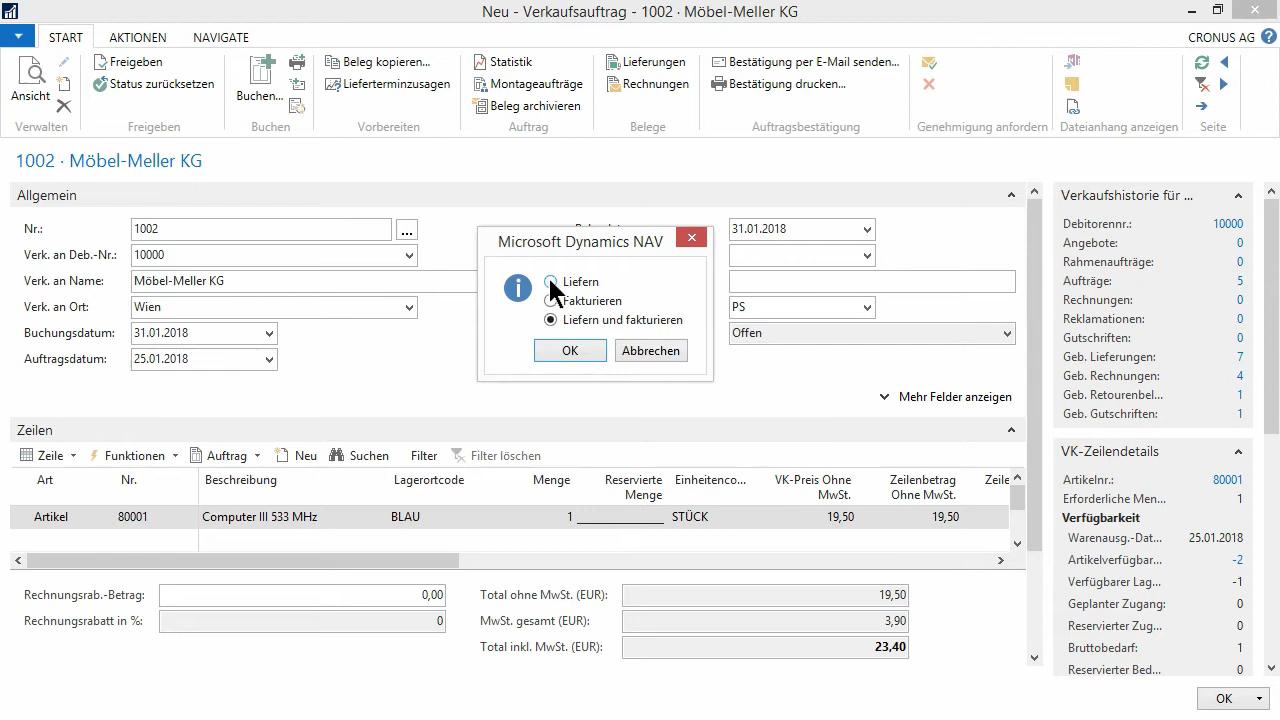 Neu - Verkaufsauftrag - 1002 · Möbel-Meller KG
START AKTIONEN NAVIGATE
CRONUS AG
Ansicht
Verwalten
Freigeben
Status zurücksetzen
Freigeben
Buchen...
Buchen
Beleg kopieren...
Lieferterminzusagen
Vorbereiten
Statistik
Montageaufträge
Beleg archivieren
Auftrag
Lieferungen
Rechnungen
Belege
Bestätigung per E-Mail senden...
Bestätigung drucken...
Auftragsbestätigung
Genehmigung anfordern
Dateianhang anzeigen
Seite
1002 · Möbel-Meller KG
Allgemein
Nr.: 1002
Verk. an Deb.-Nr.: 10000
Verk. an Name: Möbel-Meller KG
Verk. an Ort: Wien
Buchungsdatum: 31.01.2018
Auftragsdatum: 25.01.2018
31.01.2018
PS
Offen
Mehr Felder anzeigen
Microsoft Dynamics NAV
Liefern
Fakturieren
Liefern und fakturieren
OK Abbrechen
Zeilen
Zeile Funktionen Auftrag Neu Suchen Filter Filter löschen
Art Nr. Beschreibung Lagerortcode Menge Reservierte Menge Einheitenco... VK-Preis Ohne MwSt. Zeilenbetrag Ohne MwSt. Zeile
Artikel 80001 Computer III 533 MHz BLAU 1 STÜCK 19,50 19,50
Rechnungsrab.-Betrag: 0,00
Rechnungsrabatt in %: 0
Total ohne MwSt. (EUR): 19,50
MwSt. gesamt (EUR): 3,90
Total inkl. MwSt. (EUR): 23,40
Verkaufshistorie für ...
Debitorennr.: 10000
Angebote: 0
Rahmenaufträge: 0
Aufträge: 5
Rechnungen: 0
Reklamationen: 0
Gutschriften: 0
Geb. Lieferungen: 7
Geb. Rechnungen: 4
Geb. Retourenbel... 1
Geb. Gutschriften: 1
VK-Zeilendetails
Artikelnr.: 80001
Erforderliche Men... 1
Verfügbarkeit
Warenausg.-Dat... 25.01.2018
Artikelverfügbar... -2
Verfügbarer Lag... -1
Geplanter Zugang: 0
Reservierter Zug... 0
Bruttobedarf: 1
Reservierter Bedarf: 0
OK